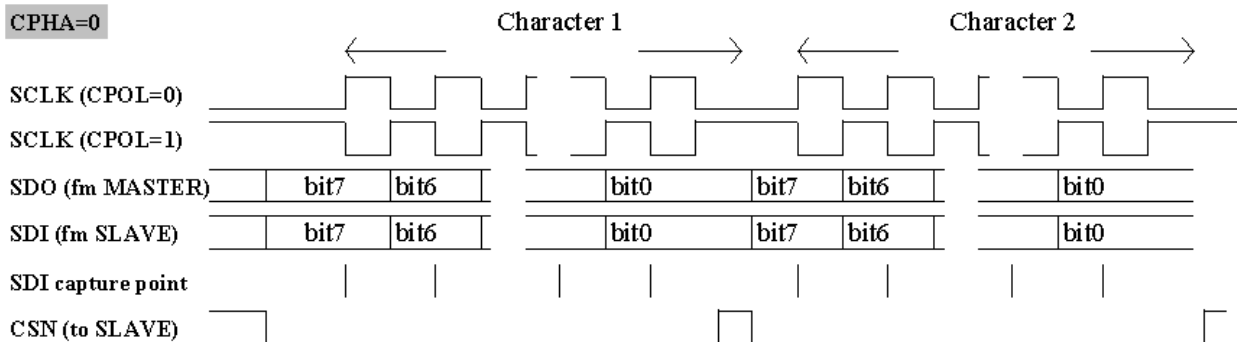 CPHA=0
Character 1
Character 2
SCLK (CPOL=0)
SCLK (CPOL=1)
SDO (fm MASTER) bit7 bit6 bit0 bit7 bit6 bit0
SDI (fm SLAVE) bit7 bit6 bit0 bit7 bit6 bit0
SDI capture point
CSN (to SLAVE)